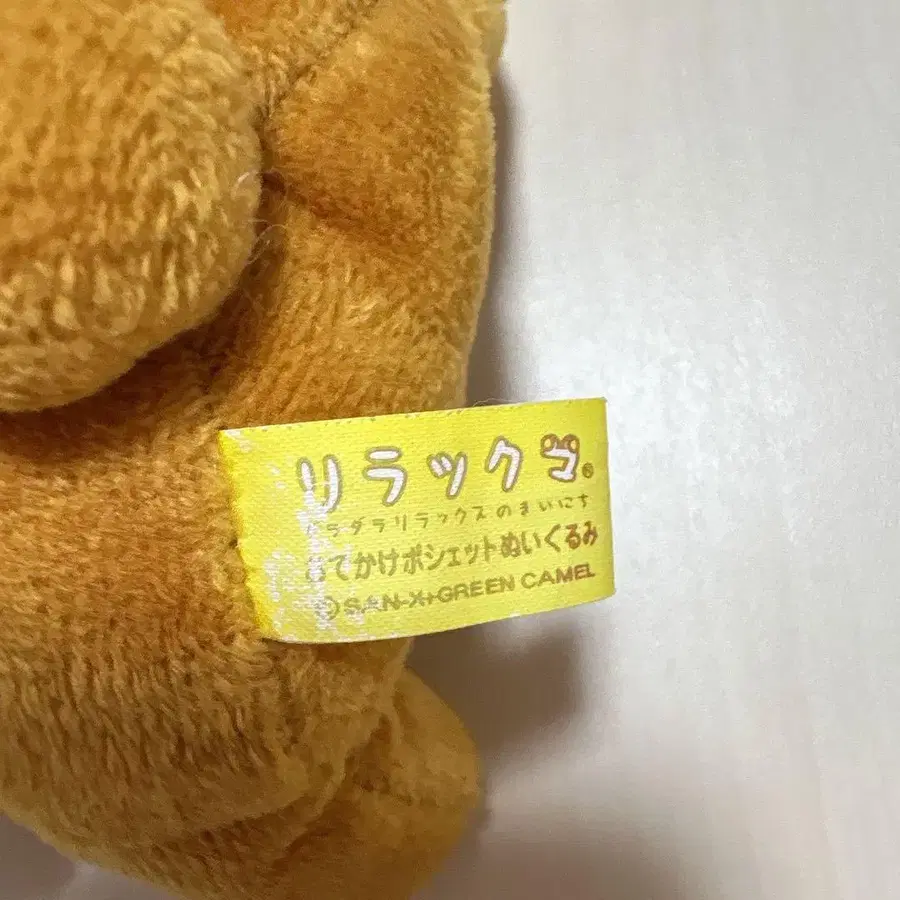 リラックマ®
ラダラリラックスのまいにち
おでかけポシェットぬいぐるみ
©SAN-X+GREEN CAMEL